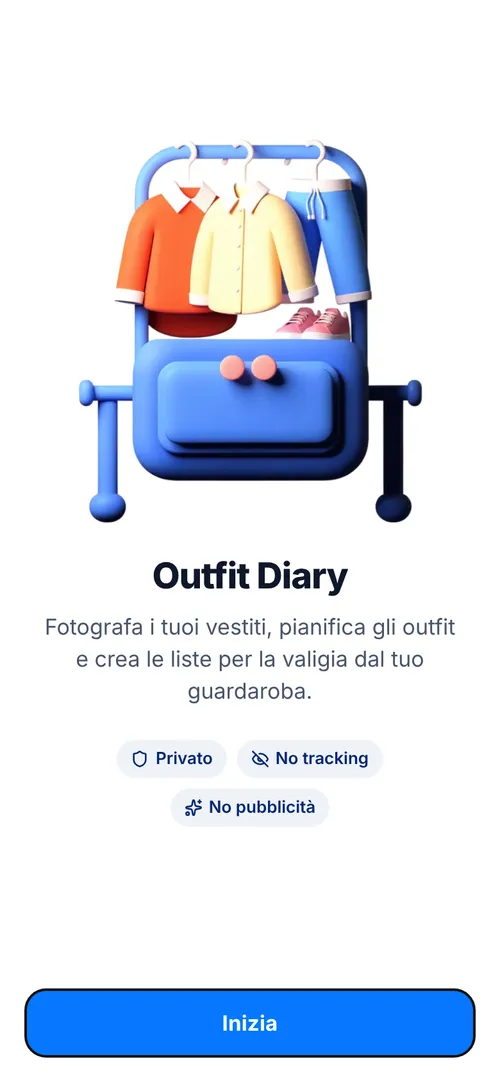 Outfit Diary
Fotografa i tuoi vestiti, pianifica gli outfit
e crea le liste per la valigia dal tuo
guardaroba.
Privato
No tracking
No pubblicità
Inizia